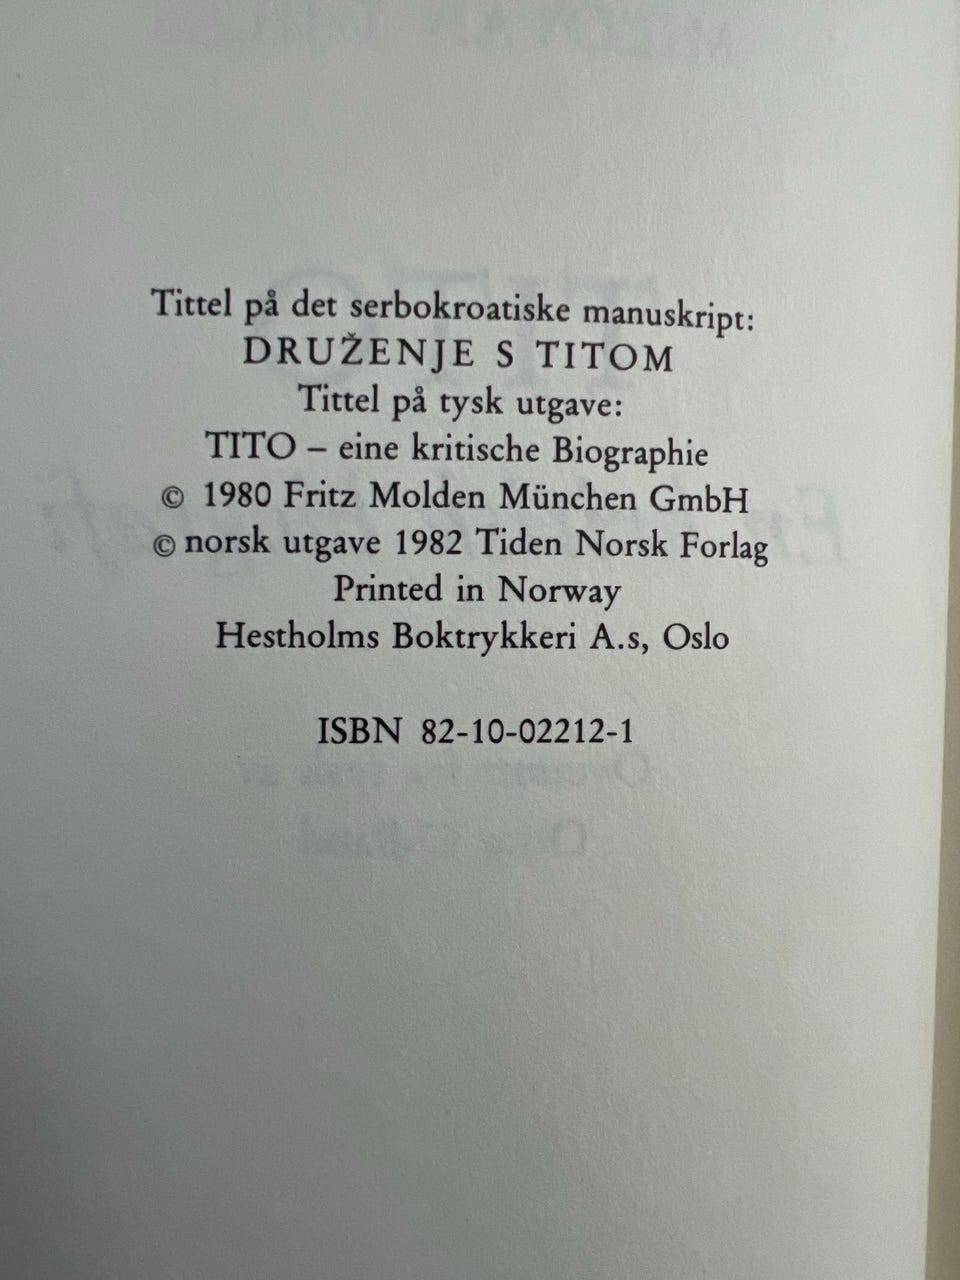 Tittel på det serbokroatiske manuskript:
DRUŽENJE S TITOM
Tittel på tysk utgave:
TITO – eine kritische Biographie
© 1980 Fritz Molden München GmbH
© norsk utgave 1982 Tiden Norsk Forlag
Printed in Norway
Hestholms Boktrykkeri A.s, Oslo
ISBN 82-10-02212-1